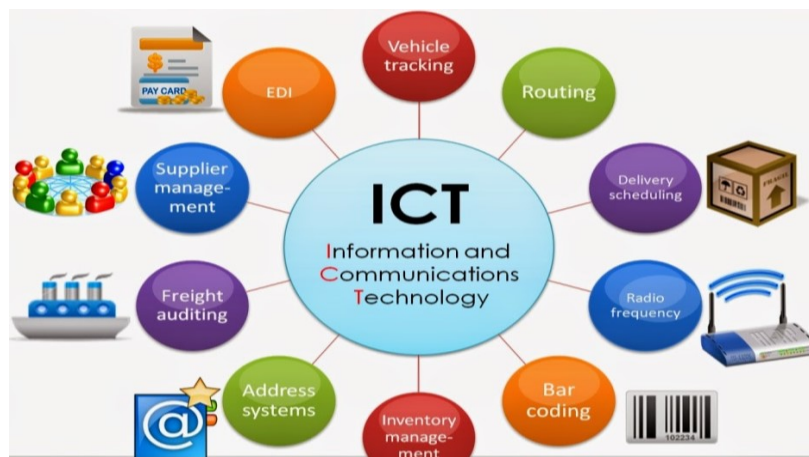 ICT
Information and
Communications
Technology
Vehicle
tracking
Routing
Delivery
scheduling
Radio
frequency
Bar
coding
Inventory
manage-
ment
Address
systems
Freight
auditing
Supplier
manage-
ment
EDI
PAY CARD
FRAGILE
102234